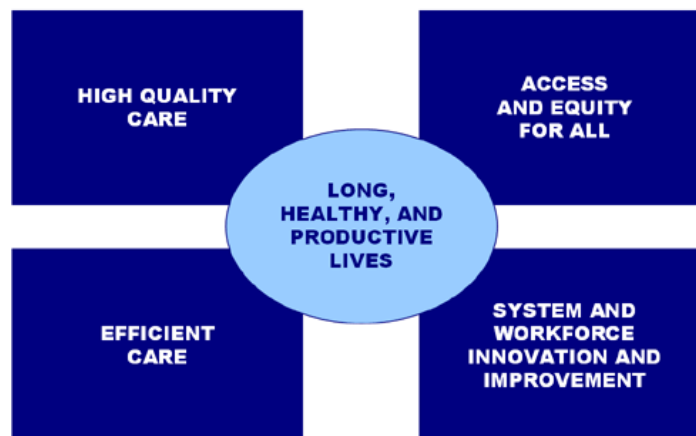 HIGH QUALITY
CARE
ACCESS
AND EQUITY
FOR ALL
LONG,
HEALTHY, AND
PRODUCTIVE
LIVES
EFFICIENT
CARE
SYSTEM AND
WORKFORCE
INNOVATION AND
IMPROVEMENT